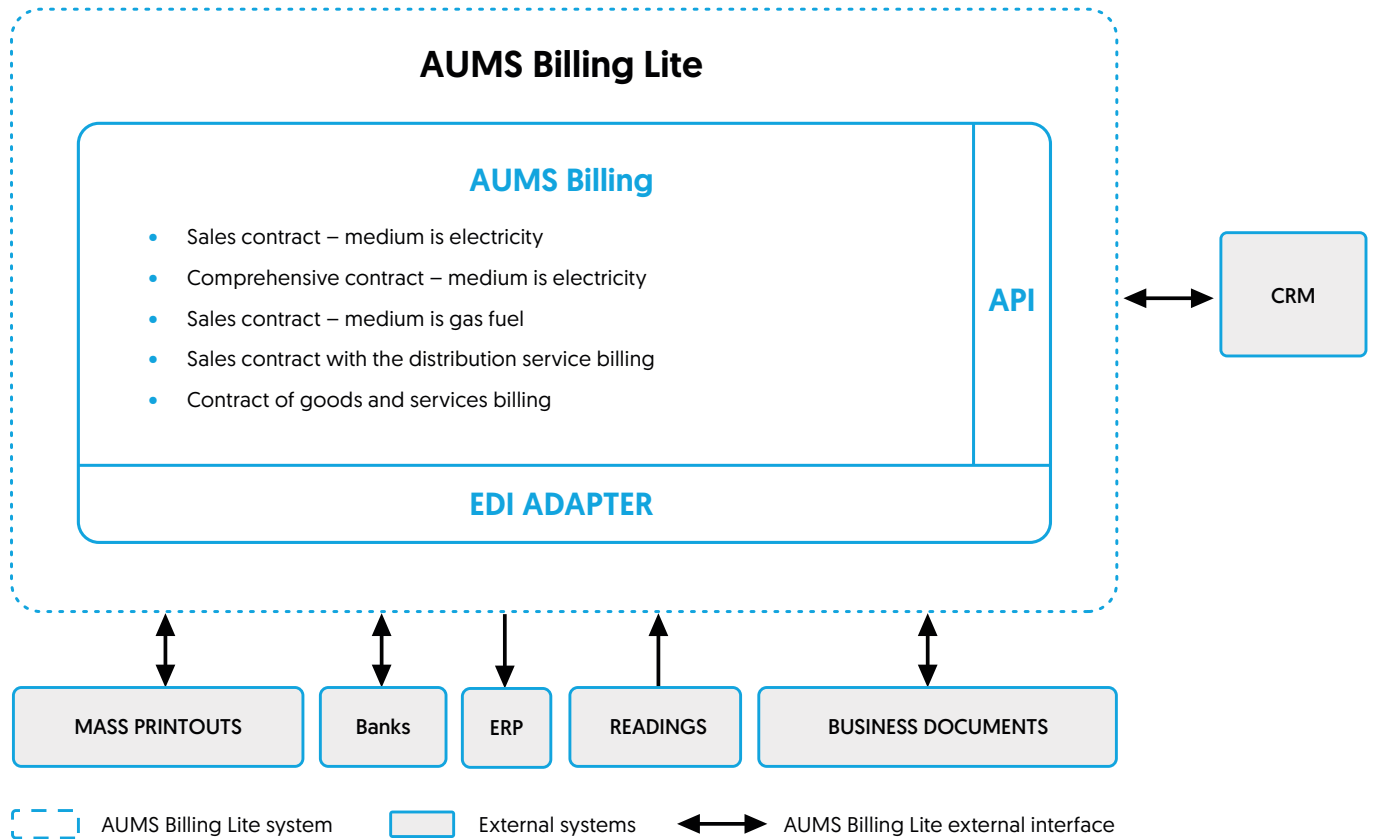 AUMS Billing Lite
AUMS Billing
• Sales contract – medium is electricity
• Comprehensive contract – medium is electricity
• Sales contract – medium is gas fuel
• Sales contract with the distribution service billing
• Contract of goods and services billing
API
CRM
EDI ADAPTER
MASS PRINTOUTS
Banks
ERP
READINGS
BUSINESS DOCUMENTS
AUMS Billing Lite system
External systems
AUMS Billing Lite external interface